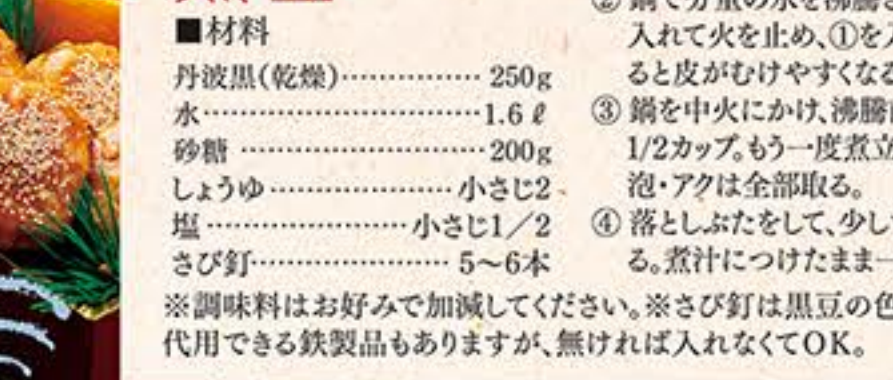 ■材料
丹波黒(乾燥)…………… 250g
水…………………………1.6ℓ
砂糖 ……………………200g
しょうゆ………………小さじ2
塩…………………小さじ1／2
さび釘………………… 5〜6本
※調味料はお好みで加減してください。※さび釘は黒豆の色
代用できる鉄製品もありますが、無ければ入れなくてOK。
入れて火を止め、①を入
ると皮がむけやすくなる
③ 鍋を中火にかけ、沸騰
1/2カップ。もう一度煮立
泡・アクは全部取る。
④ 落としぶたをして、少し
る。煮汁につけたまま一